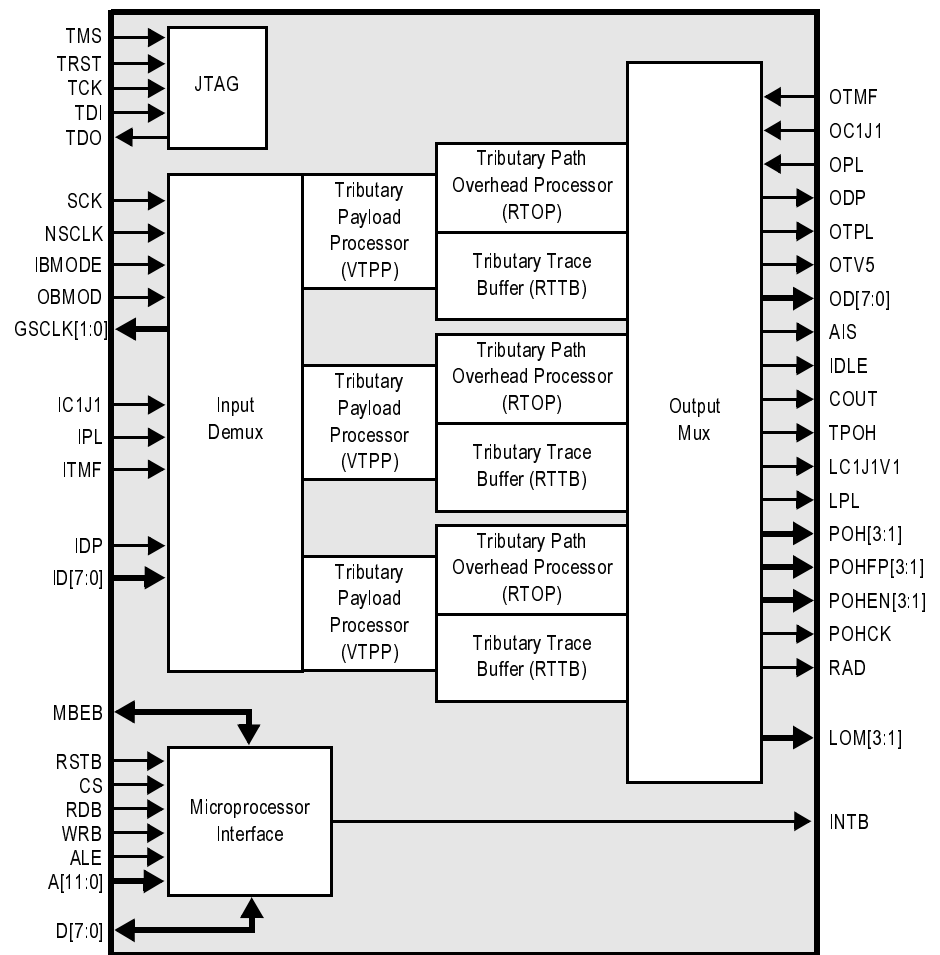 TMS
TRST
TCK
TDI
TDO
JTAG
SCK
NSCLK
IBMODE
OBMOD
GSCLK[1:0]
IC1J1
IPL
ITMF
IDP
ID[7:0]
Input
Demux
Tributary
Payload
Processor
(VTPP)
Tributary Path
Overhead Processor
(RTOP)
Tributary Trace
Buffer (RTTB)
Tributary
Payload
Processor
(VTPP)
Tributary Path
Overhead Processor
(RTOP)
Tributary Trace
Buffer (RTTB)
Tributary
Payload
Processor
(VTPP)
Tributary Path
Overhead Processor
(RTOP)
Tributary Trace
Buffer (RTTB)
Output
Mux
OTMF
OC1J1
OPL
ODP
OTPL
OTV5
OD[7:0]
AIS
IDLE
COUT
TPOH
LC1J1V1
LPL
POH[3:1]
POHFP[3:1]
POHEN[3:1]
POHCK
RAD
LOM[3:1]
INTB
MBEB
RSTB
CS
RDB
WRB
ALE
A[11:0]
D[7:0]
Microprocessor
Interface